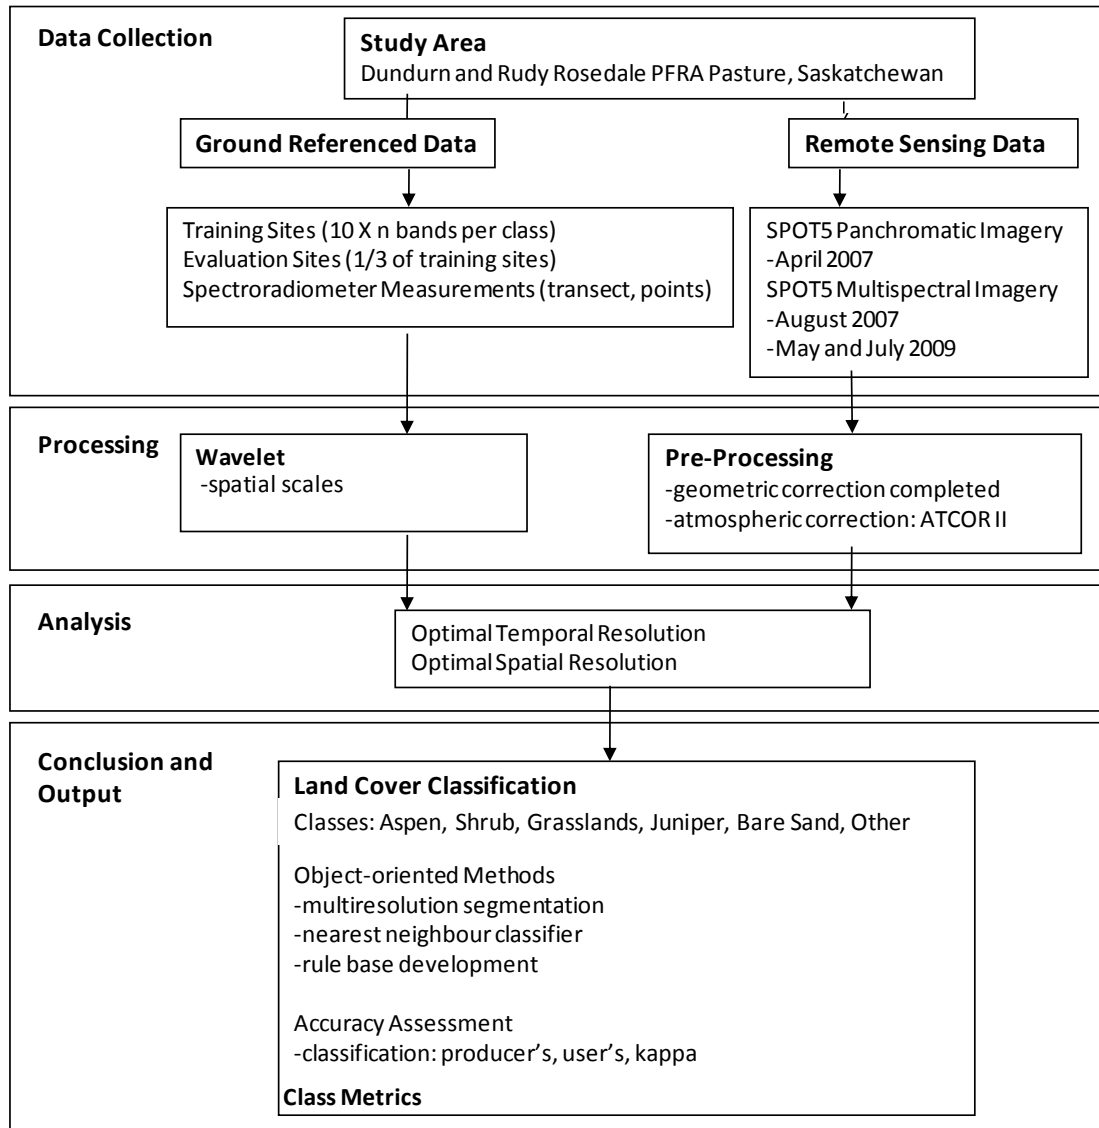 Data Collection
Study Area
Dundurn and Rudy Rosedale PFRA Pasture, Saskatchewan
Ground Referenced Data
Remote Sensing Data
Training Sites (10 X n bands per class)
Evaluation Sites (1/3 of training sites)
Spectroradiometer Measurements (transect, points)
SPOT5 Panchromatic Imagery
-April 2007
SPOT5 Multispectral Imagery
-August 2007
-May and July 2009
Processing
Wavelet
-spatial scales
Pre-Processing
-geometric correction completed
-atmospheric correction: ATCOR II
Analysis
Optimal Temporal Resolution
Optimal Spatial Resolution
Conclusion and
Output
Land Cover Classification
Classes: Aspen, Shrub, Grasslands, Juniper, Bare Sand, Other
Object-oriented Methods
-multiresolution segmentation
-nearest neighbour classifier
-rule base development
Accuracy Assessment
-classification: producer's, user's, kappa
Class Metrics